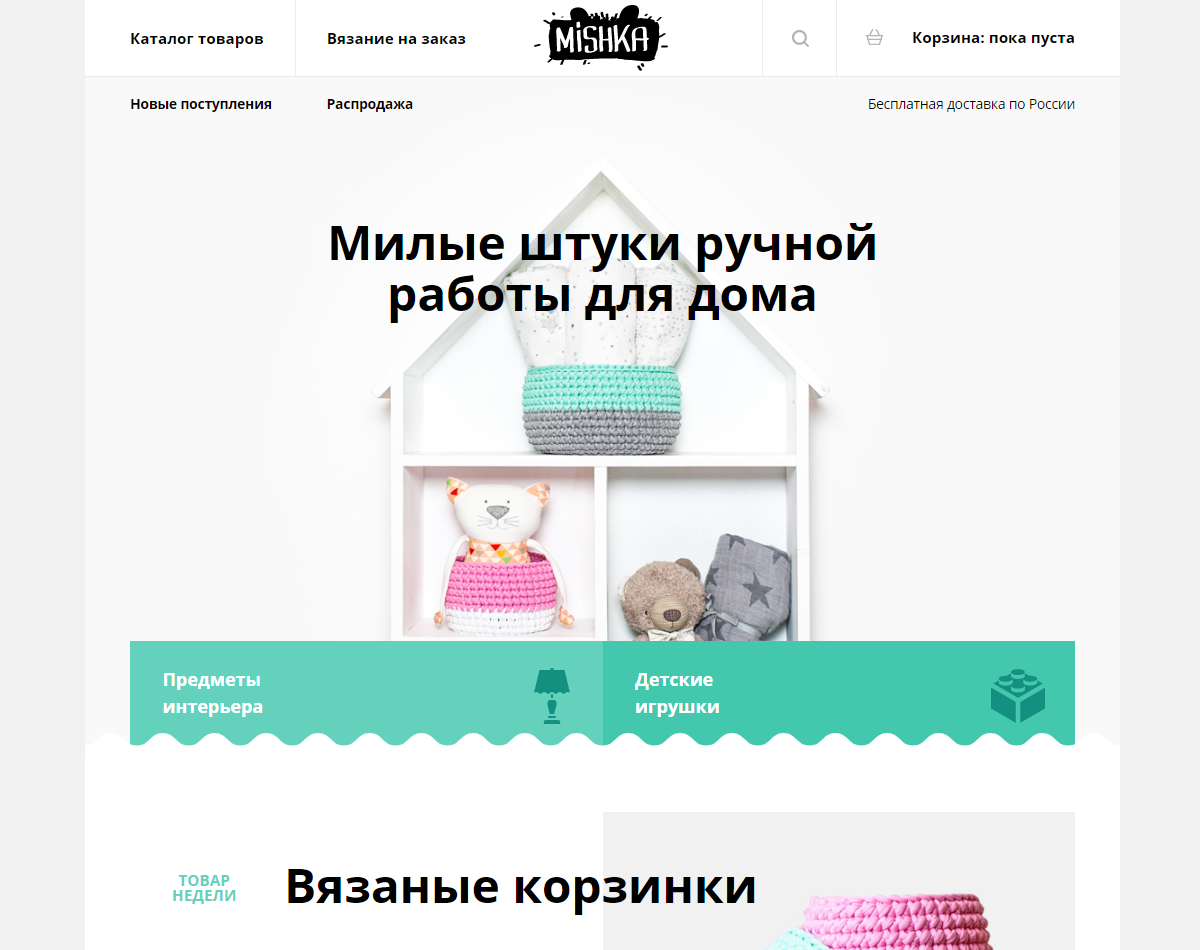 Каталог товаров
Вязание на заказ
MiSHKA
Корзина: пока пуста
Новые поступления
Распродажа
Бесплатная доставка по России
Милые штуки ручной
работы для дома
Предметы
интерьера
Детские
игрушки
ТОВАР
НЕДЕЛИ
Вязаные корзинки